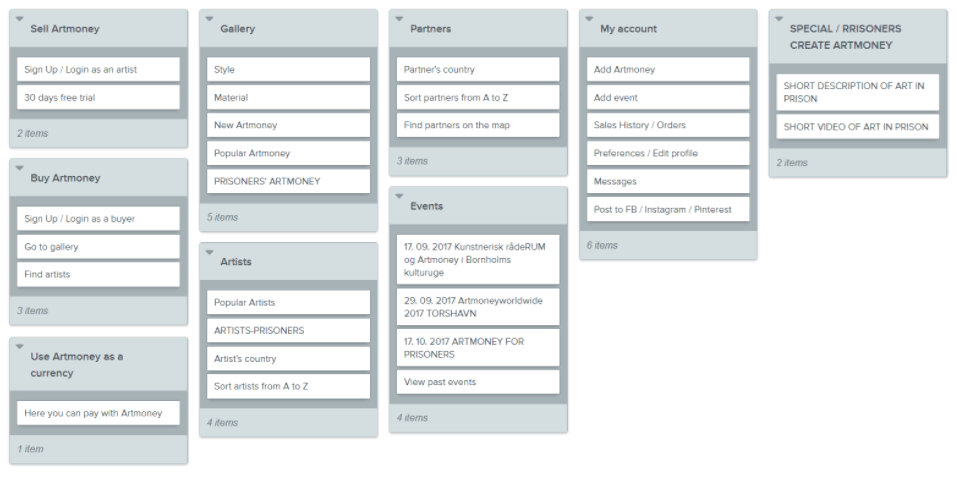 Sell Artmoney
Sign Up / Login as an artist
30 days free trial
2 items
Buy Artmoney
Sign Up / Login as a buyer
Go to gallery
Find artists
3 items
Use Artmoney as a
currency
Here you can pay with Artmoney
1 item
Gallery
Style
Material
New Artmoney
Popular Artmoney
PRISONERS' ARTMONEY
5 items
Artists
Popular Artists
ARTISTS-PRISONERS
Artist's country
Sort artists from A to Z
4 items
Partners
Partner's country
Sort partners from A to Z
Find partners on the map
3 items
Events
17. 09. 2017 Kunstnerisk rådeRUM
og Artmoney i Bornholms
kulturuge
29. 09. 2017 Artmoneyworldwide
2017 TORSHAVN
17. 10. 2017 ARTMONEY FOR
PRISONERS
View past events
4 items
My account
Add Artmoney
Add event
Sales History / Orders
Preferences / Edit profile
Messages
Post to FB / Instagram / Pinterest
6 items
SPECIAL / RRISONERS
CREATE ARTMONEY
SHORT DESCRIPTION OF ART IN
PRISON
SHORT VIDEO OF ART IN PRISON
2 items